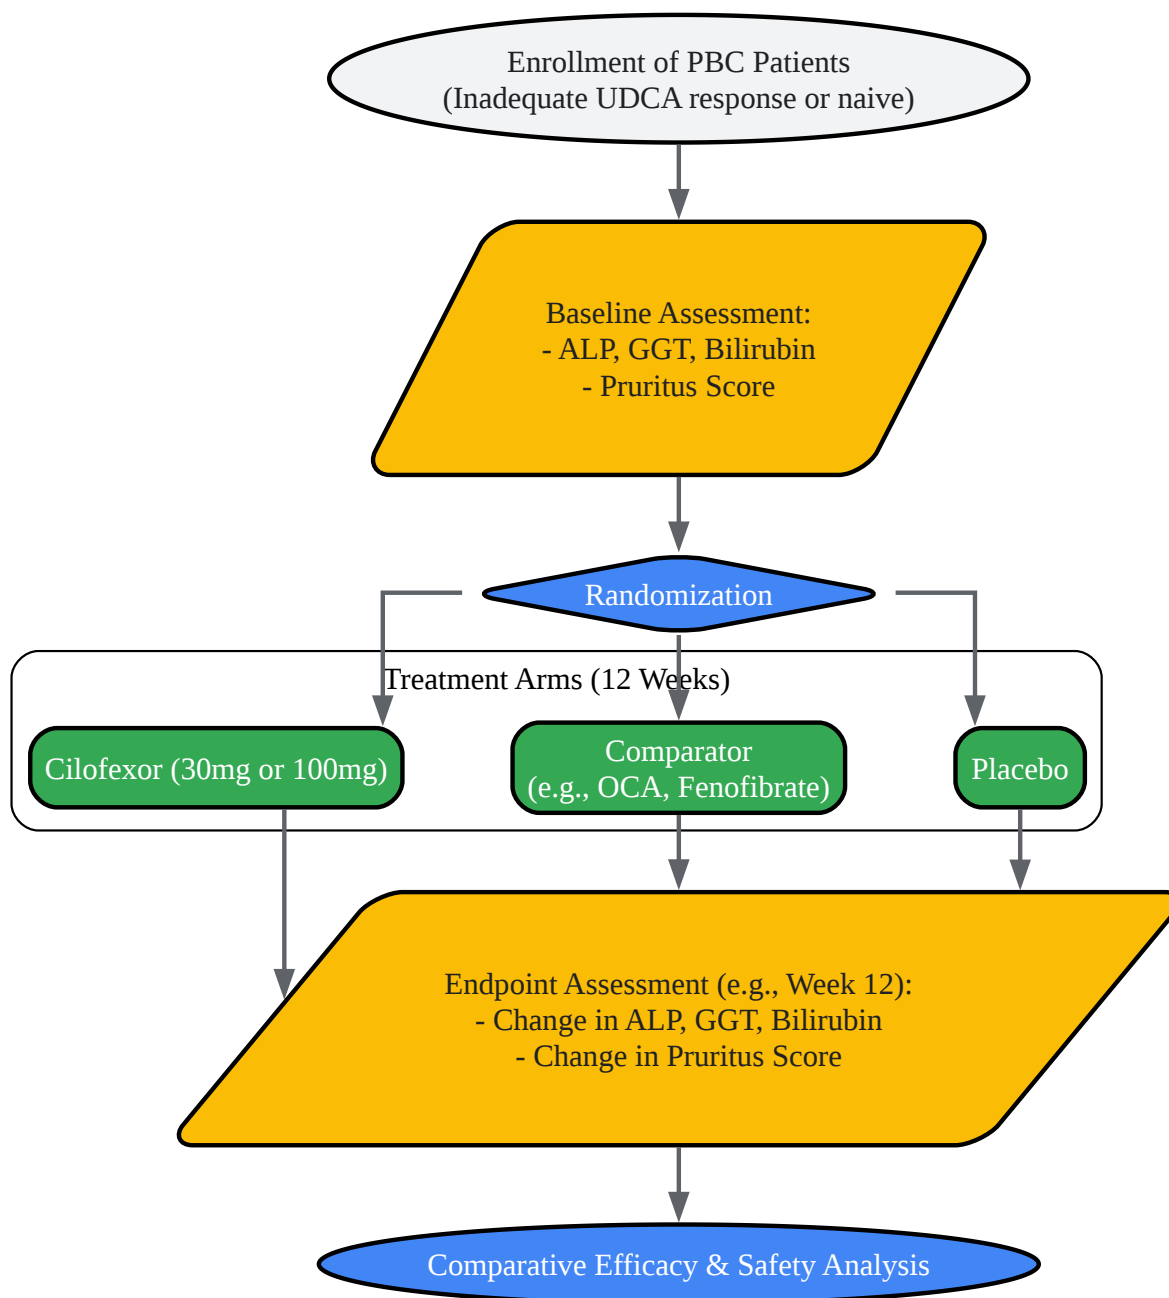 Enrollment of PBC Patients
(Inadequate UDCA response or naive)
Baseline Assessment:
- ALP, GGT, Bilirubin
- Pruritus Score
Randomization
Treatment Arms (12 Weeks)
Cilofexor (30mg or 100mg)
Comparator
(e.g., OCA, Fenofibrate)
Placebo
Endpoint Assessment (e.g., Week 12):
- Change in ALP, GGT, Bilirubin
- Change in Pruritus Score
Comparative Efficacy & Safety Analysis